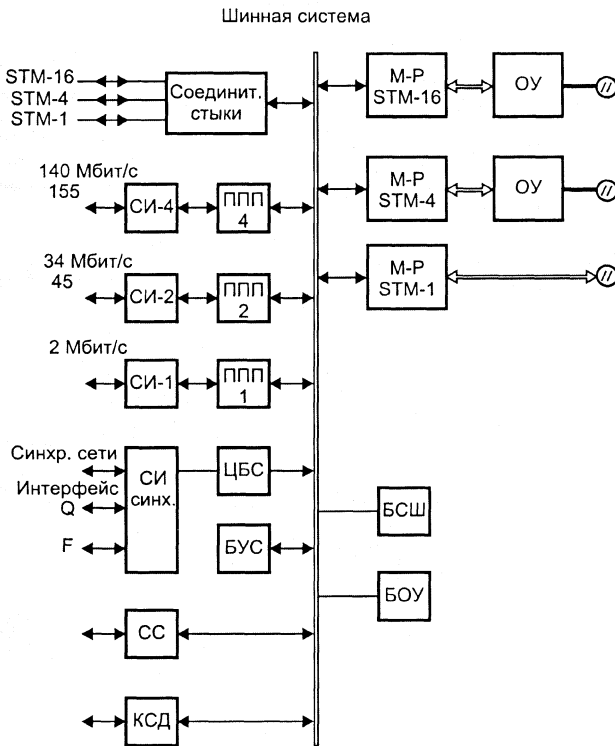 Шинная система
STM-16
STM-4
STM-1
Соединит.
стыки
М-Р
STM-16
ОУ
140 Мбит/с
155
СИ-4
ППП
4
М-Р
STM-4
ОУ
34 Мбит/с
45
СИ-2
ППП
2
М-Р
STM-1
2 Мбит/с
СИ-1
ППП
1
Синхр. сети
Интерфейс
Q
F
СИ
синх.
ЦБС
БУС
БСШ
БОУ
СС
КСД